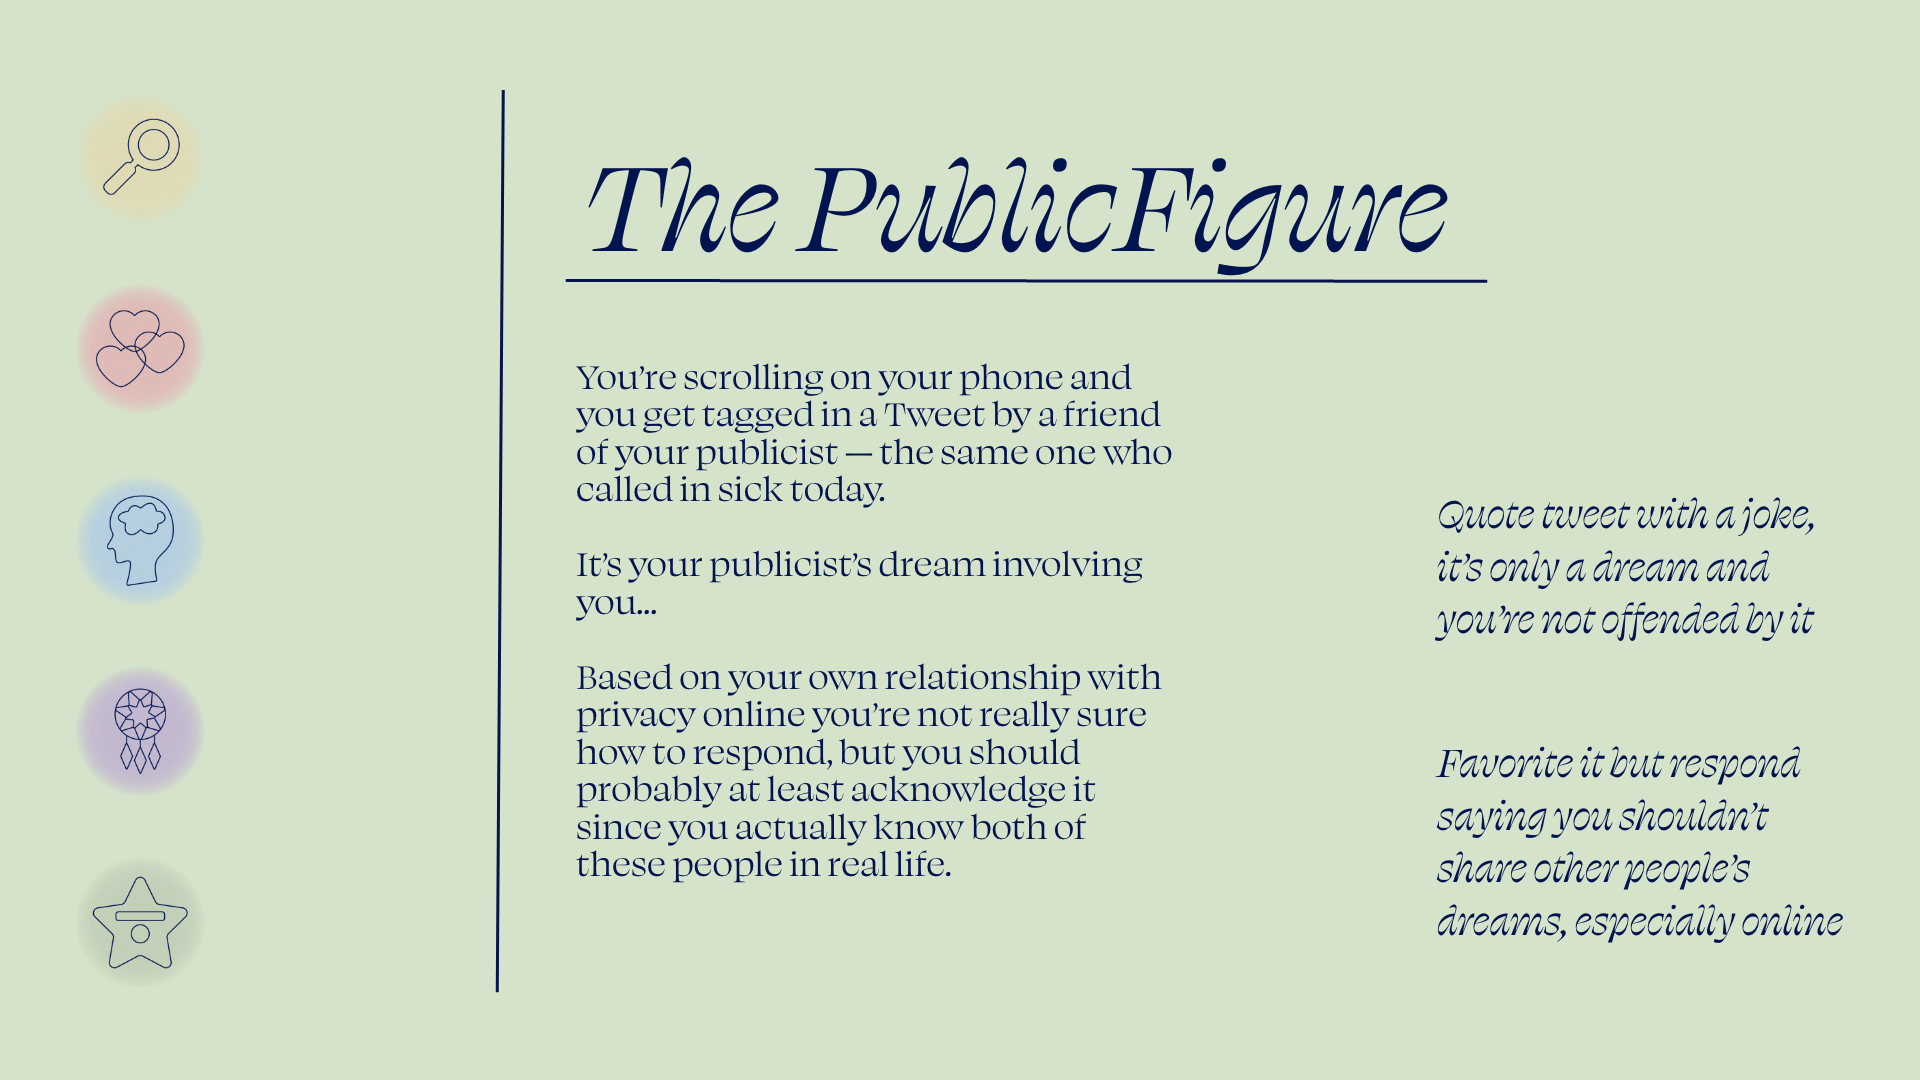 The Public Figure
You’re scrolling on your phone and
you get tagged in a Tweet by a friend
of your publicist — the same one who
called in sick today.
It’s your publicist’s dream involving
you...
Based on your own relationship with
privacy online you’re not really sure
how to respond, but you should
probably at least acknowledge it
since you actually know both of
these people in real life.
Quote tweet with a joke,
it’s only a dream and
you’re not offended by it
Favorite it but respond
saying you shouldn’t
share other people’s
dreams, especially online